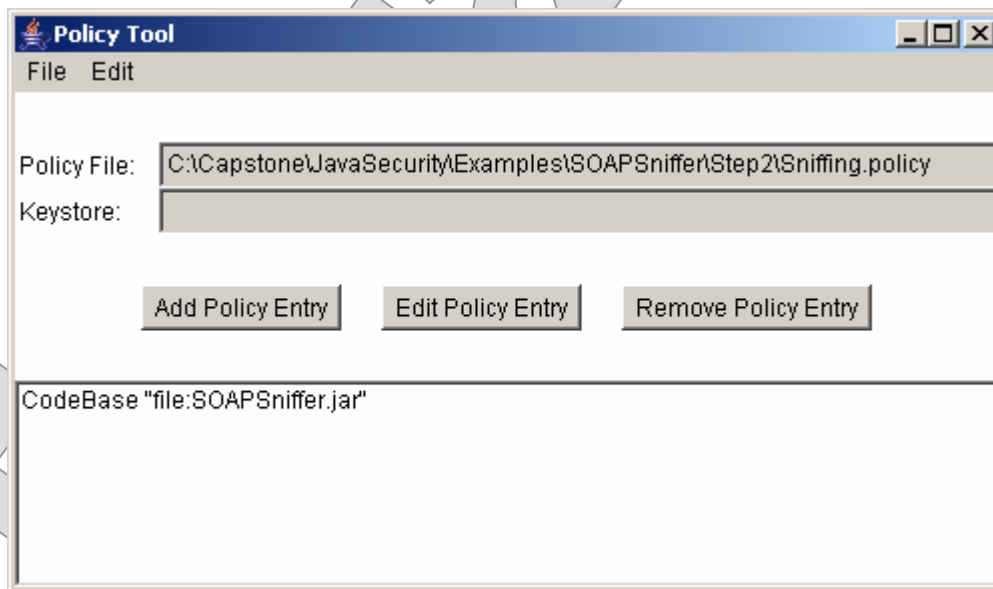 Policy Tool
File Edit
Policy File: C:\Capstone\JavaSecurity\Examples\SOAPSniffer\Step2\Sniffing.policy
Keystore:
Add Policy Entry Edit Policy Entry Remove Policy Entry
CodeBase "file:SOAPSniffer.jar"